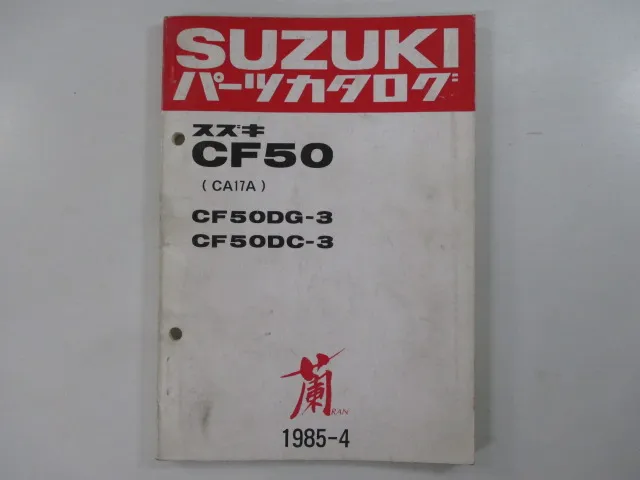 SUZUKI
パーツカタログ
スズキ
CF50
(CA17A)
CF50DG-3
CF50DC-3
蘭
RAN
1985-4